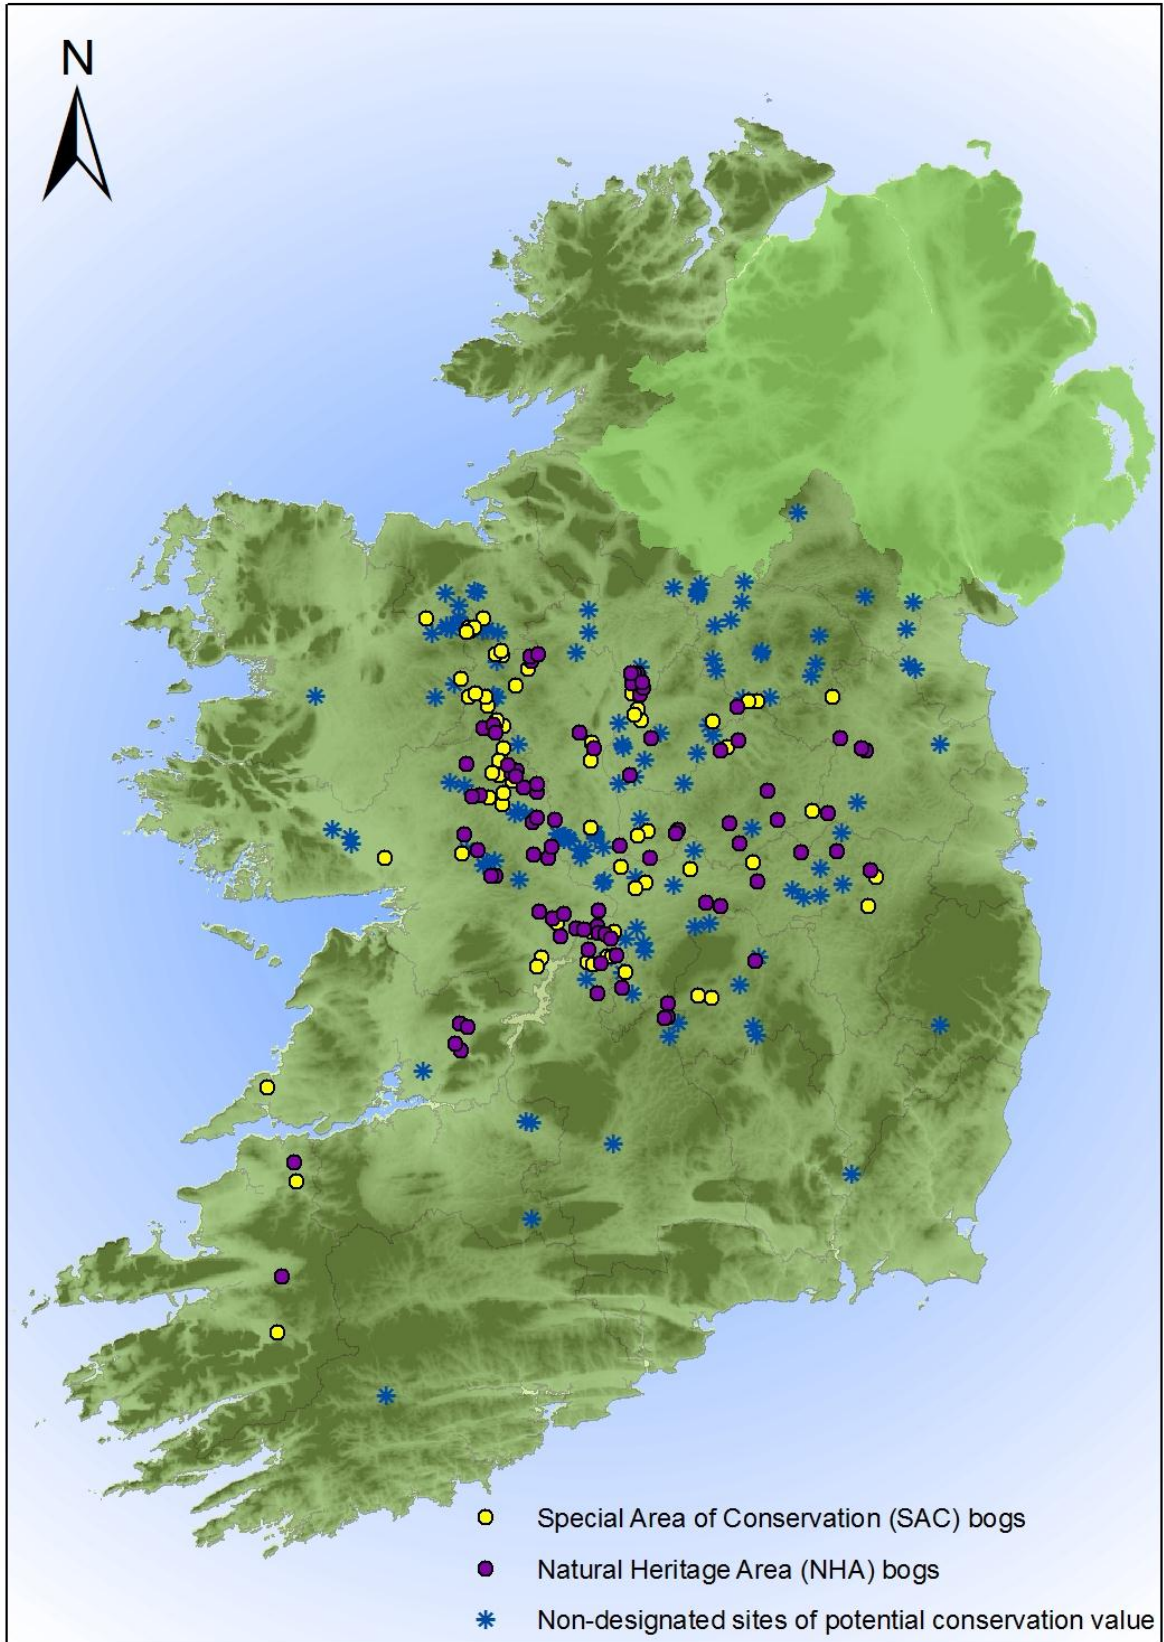 N
Special Area of Conservation (SAC) bogs
Natural Heritage Area (NHA) bogs
Non-designated sites of potential conservation value